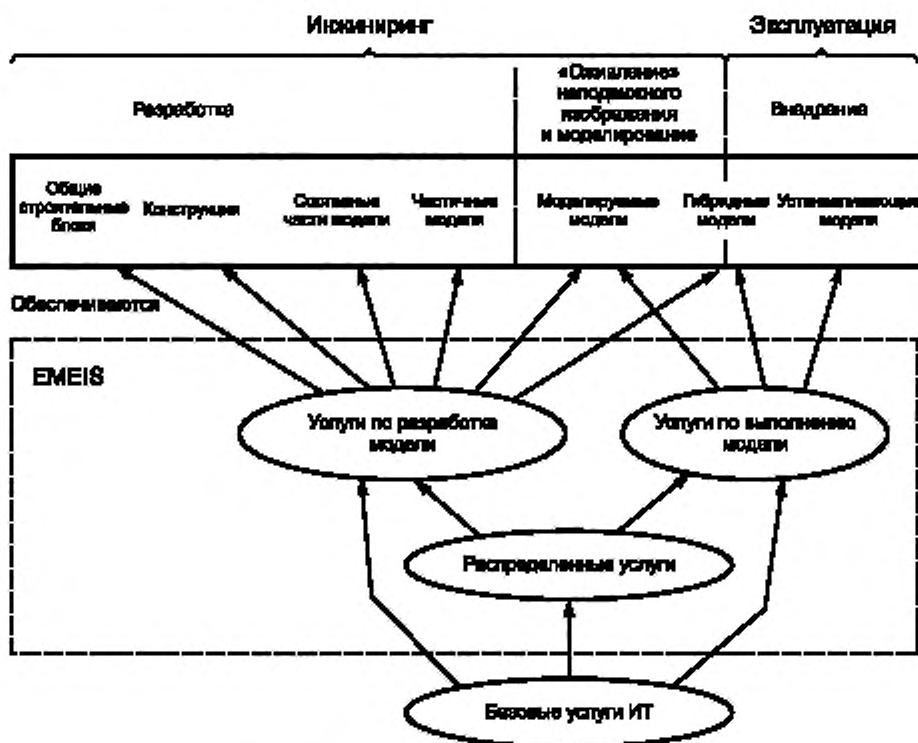 Инжиниринг
Эксплуатация
Разработка
«Оживление»
неподвижного
изображения
и моделирование
Внедрение
Общие
строительные
блоки
Конструкция
Составные
части модели
Частичные
модели
Моделируемые
модели
Гибридные
модели
Устанавливающие
модели
Обеспечиваются
EMEIS
Услуги по разработке
модели
Услуги по выполнению
модели
Распределенные услуги
Базовые услуги ИТ